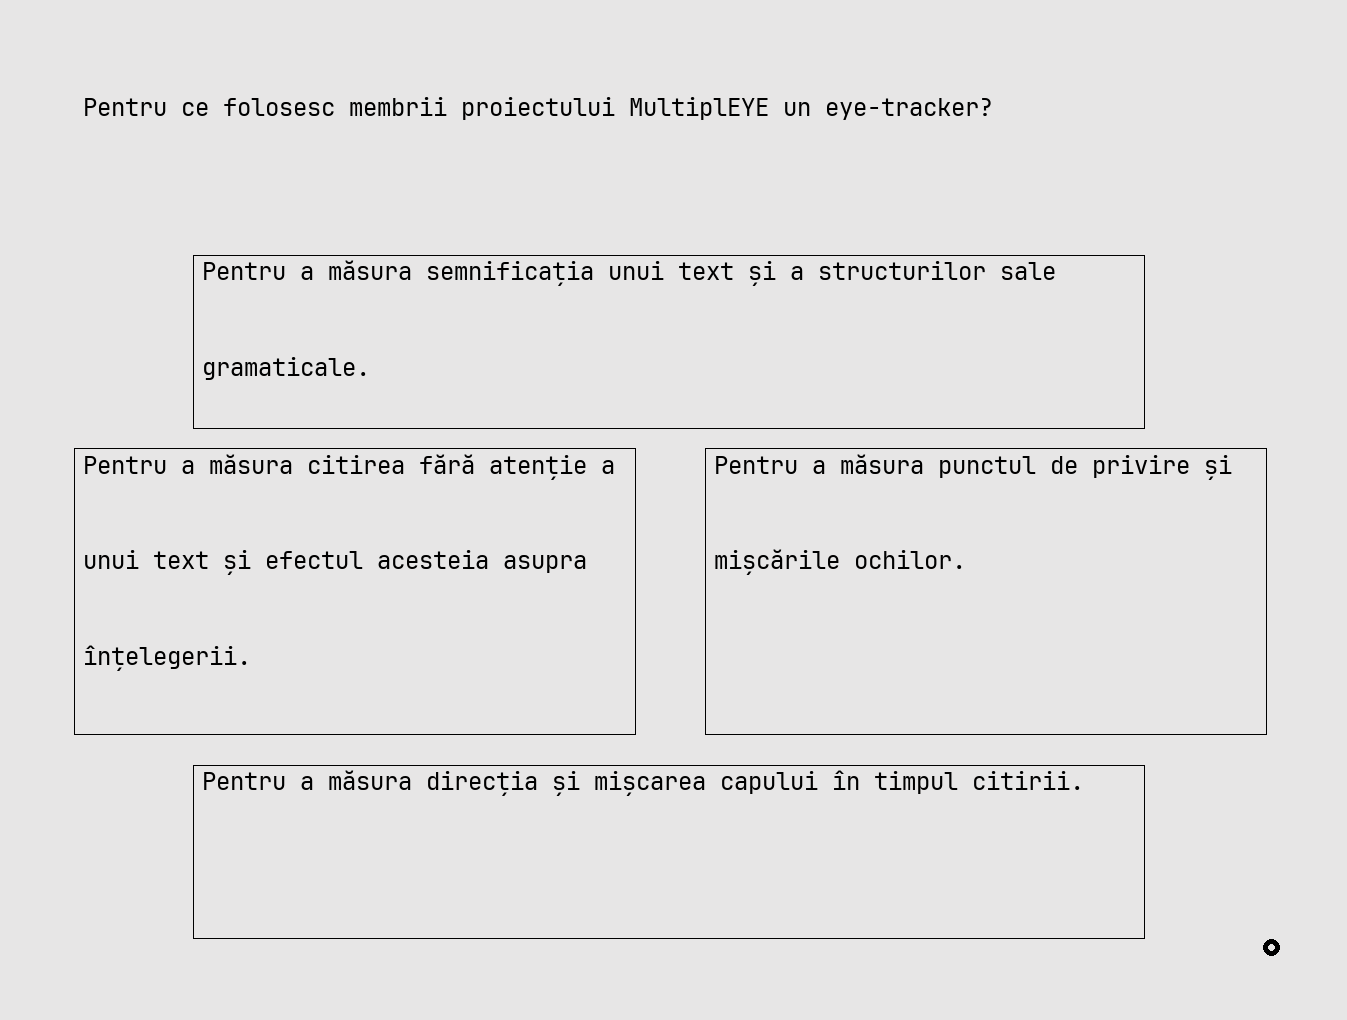 Pentru ce folosesc membrii proiectului MultiplEYE un eye-tracker?
Pentru a măsura semnificația unui text și a structurilor sale
gramaticale.
Pentru a măsura citirea fără atenție a
unui text și efectul acesteia asupra
înțelegerii.
Pentru a măsura punctul de privire și
mișcările ochilor.
Pentru a măsura direcția și mișcarea capului în timpul citirii.